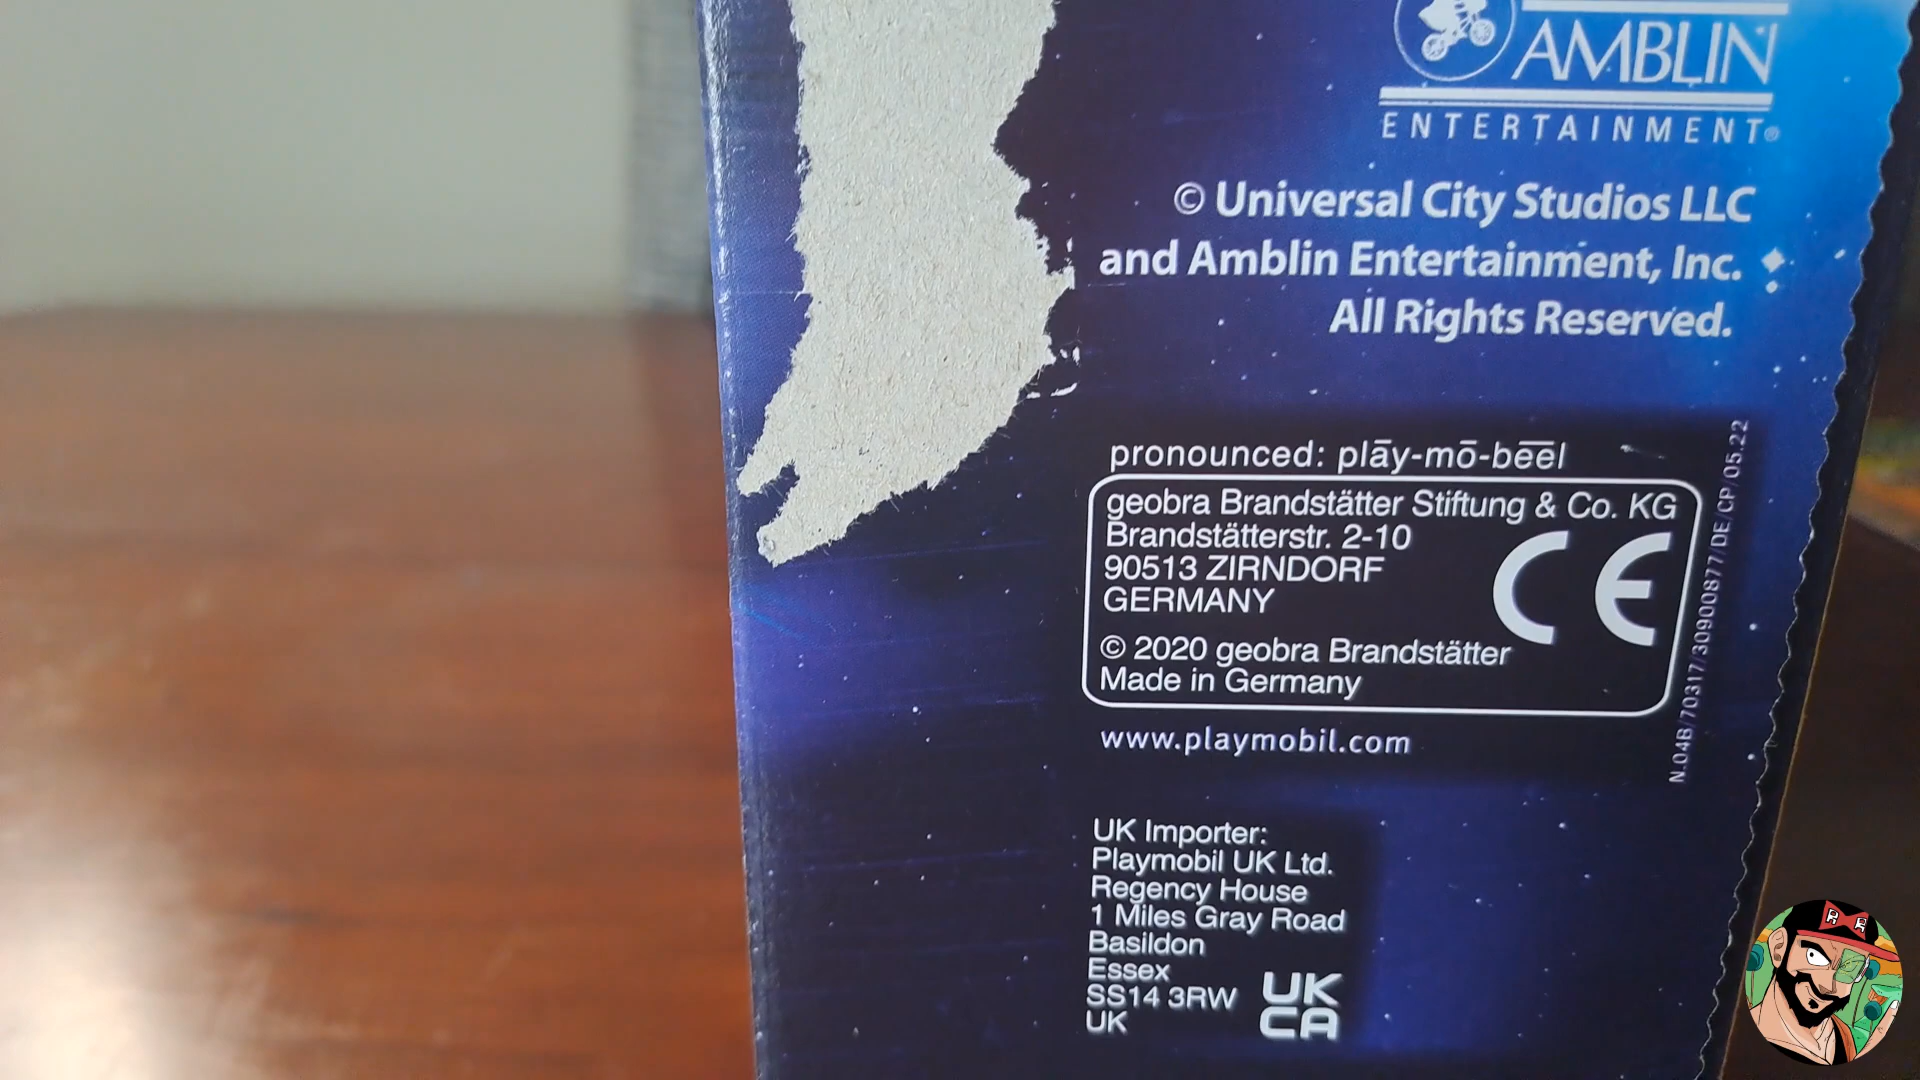 AMBLIN
ENTERTAINMENT®
© Universal City Studios LLC
and Amblin Entertainment, Inc.
All Rights Reserved.
pronounced: plāy-mō-bēēl
geobra Brandstätter Stiftung & Co. KG
Brandstätterstr. 2-10
90513 ZIRNDORF
GERMANY
CE
© 2020 geobra Brandstätter
Made in Germany
N.04B/70317/30900877/DE/CP/05.22
www.playmobil.com
UK Importer:
Playmobil UK Ltd.
Regency House
1 Miles Gray Road
Basildon
Essex
SS14 3RW
UK
UK
CA